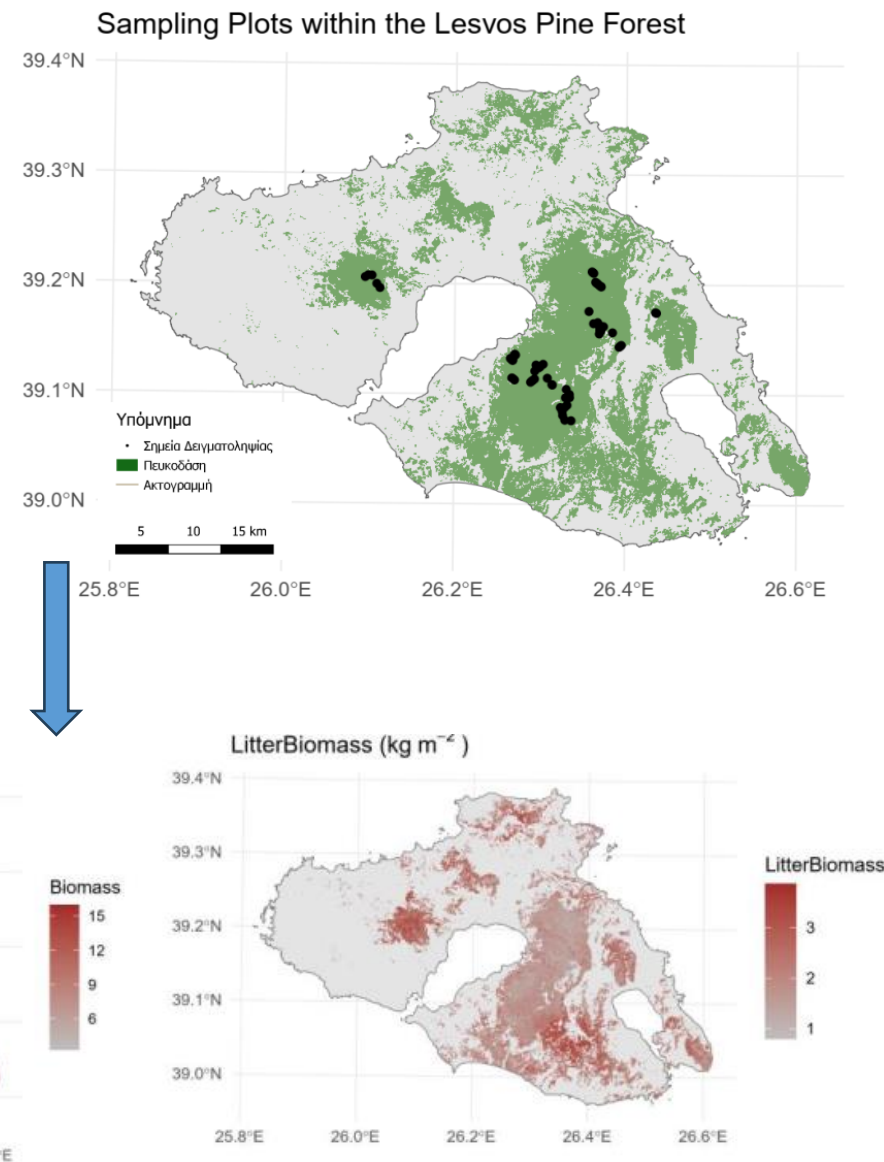 Sampling Plots within the Lesvos Pine Forest
39.4°N
39.3°N
39.2°N
39.1°N
39.0°N
Υπόμνημα
Σημεία Δειγματοληψίας
Πευκοδάση
Ακτογραμμή
5 10 15 km
25.8°E 26.0°E 26.2°E 26.4°E 26.6°E
Biomass
15
12
9
6
°E
LitterBiomass (kg m⁻²)
39.4°N
39.3°N
39.2°N
39.1°N
39.0°N
25.8°E 26.0°E 26.2°E 26.4°E 26.6°E
LitterBiomass
3
2
1